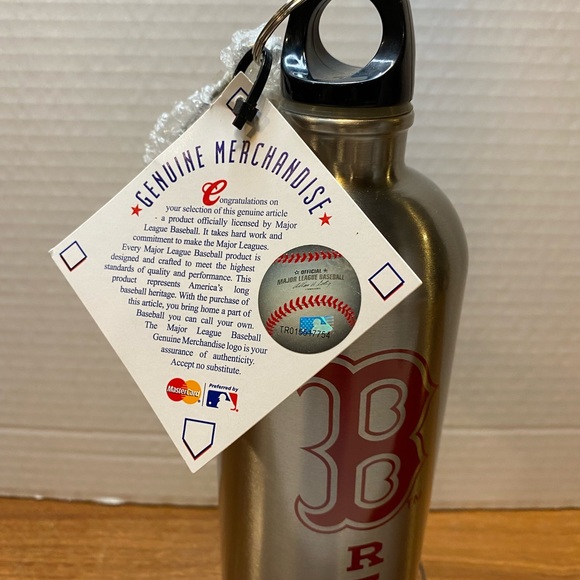 GENUINE MERCHANDISE
Congratulations on
your selection of this genuine article
- a product officially licensed by Major
League Baseball. It takes hard work and
commitment to make the Major Leagues.
Every Major League Baseball product is
designed and crafted to meet the highest
standards of quality and performance. This
product represents America's long
baseball heritage. With the purchase of
this article, you bring home a part of
Baseball you can call your own.
The Major League Baseball
Genuine Merchandise logo is your
assurance of authenticity.
Accept no substitute.
OFFICIAL
MAJOR LEAGUE BASEBALL
MasterCard
Preferred by
B
R